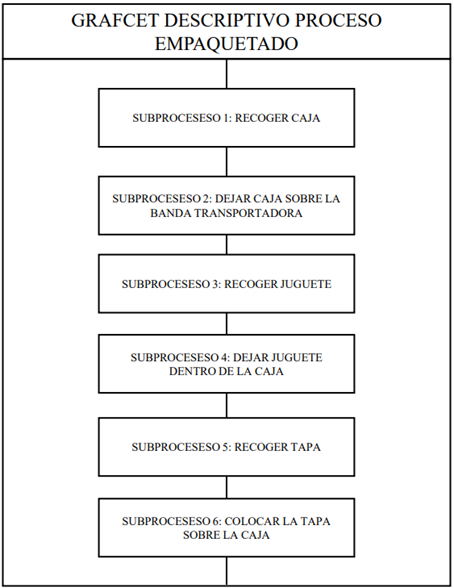 GRAFCET DESCRIPTIVO PROCESO
EMPAQUETADO
SUBPROCESESO 1: RECOGER CAJA
SUBPROCESESO 2: DEJAR CAJA SOBRE LA
BANDA TRANSPORTADORA
SUBPROCESESO 3: RECOGER JUGUETE
SUBPROCESESO 4: DEJAR JUGUETE
DENTRO DE LA CAJA
SUBPROCESESO 5: RECOGER TAPA
SUBPROCESESO 6: COLOCAR LA TAPA
SOBRE LA CAJA